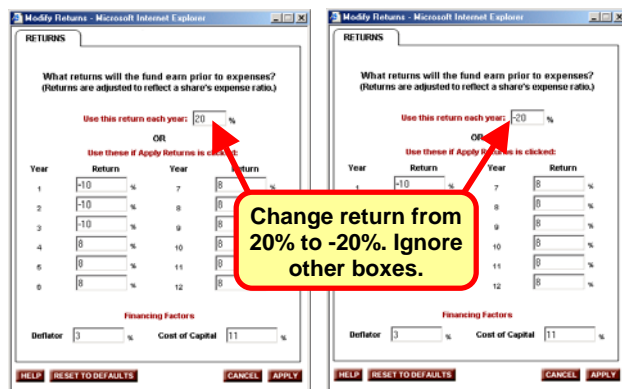 Modify Returns - Microsoft Internet Explorer
RETURNS
What returns will the fund earn prior to expenses?
(Returns are adjusted to reflect a share's expense ratio.)
Use this return each year: 20 %
OR
Use these if Apply Returns is clicked:
Year Return Year Return
1 -10 % 7 8 %
2 -10 % 8 8
3 -10 % 9 8
4 8 % 10 8
5 8 % 11 8
6 8 % 12 8
Financing Factors
Deflator 3 % Cost of Capital 11 %
HELP RESET TO DEFAULTS CANCEL APPLY
Modify Returns - Microsoft Internet Explorer
RETURNS
What returns will the fund earn prior to expenses?
(Returns are adjusted to reflect a share's expense ratio.)
Use this return each year: -20 %
OR
Use these if Apply Returns is clicked:
Year Return Year Return
1 -10 % 7 8 %
8 8 %
9 8 %
10 8 %
11 8 %
12 8 %
Financing Factors
Deflator 3 % Cost of Capital 11 %
HELP RESET TO DEFAULTS CANCEL APPLY
Change return from
20% to -20%. Ignore
other boxes.